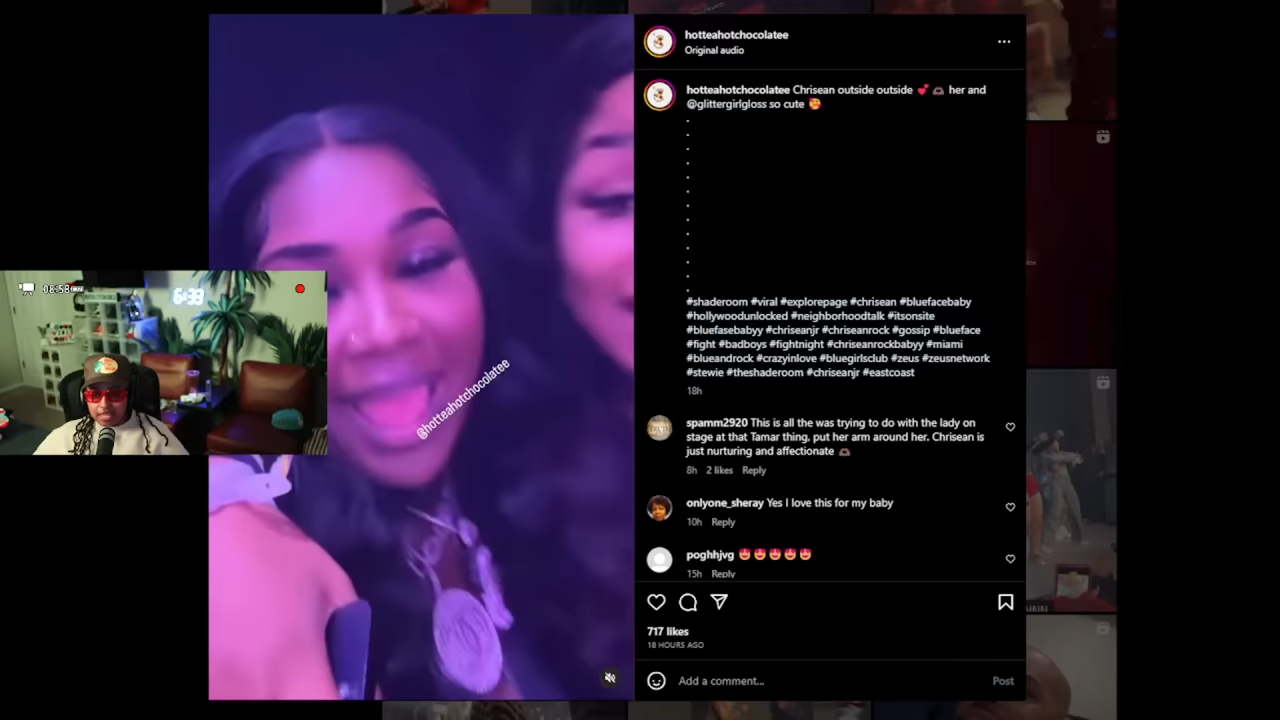 hotteahotchocolatee
Original audio
hotteahotchocolatee Chrisean outside outside 💕 🫶🏾 her and
@glittergirlgloss so cute 🥰
.
.
.
.
.
.
.
.
.
.
.
.
.
#shaderoom #viral #explorepage #chrisean #bluefacebaby
#hollywoodunlocked #neighborhoodtalk #itsonsite
#bluefasebabyy #chriseanjr #chriseanrock #gossip #blueface
#fight #badboys #fightnight #chriseanrockbabyy #miami
#blueandrock #crazyinlove #bluegirlsclub #zeus #zeusnetwork
#stewie #theshaderoom #chriseanjr #eastcoast
18h
spamm2920 This is all the was trying to do with the lady on
stage at that Tamar thing, put her arm around her. Chrisean is
just nurturing and affectionate 🫶🏾
8h 2 likes Reply
onlyone_sheray Yes I love this for my baby
10h Reply
poghhjvg 😍😍😍😍😍
15h Reply
717 likes
18 HOURS AGO
Add a comment...
Post
@hotteahotchocolatee
08:58
6:33